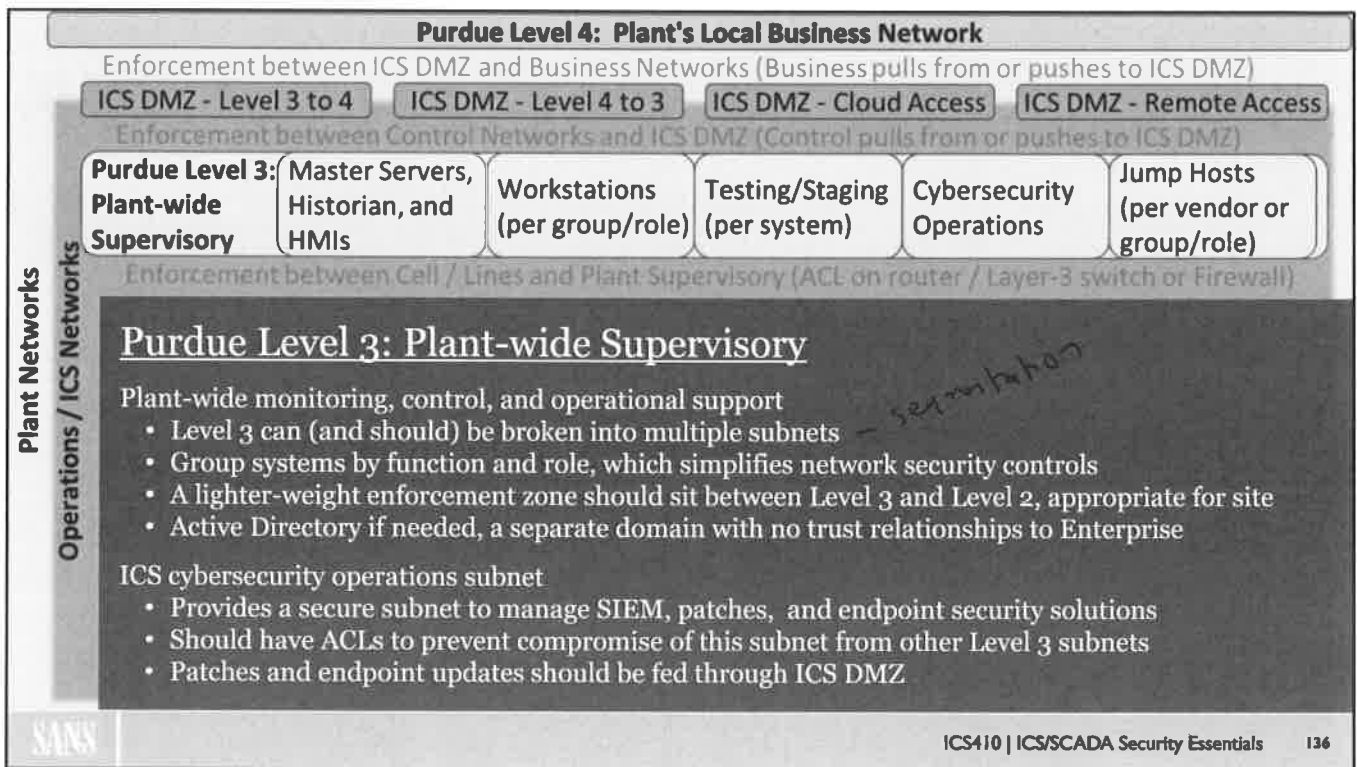 Purdue Level 4: Plant's Local Business Network
Enforcement between ICS DMZ and Business Networks (Business pulls from or pushes to ICS DMZ)
ICS DMZ - Level 3 to 4
ICS DMZ - Level 4 to 3
ICS DMZ - Cloud Access
ICS DMZ - Remote Access
Enforcement between Control Networks and ICS DMZ (Control pulls from or pushes to ICS DMZ)
Purdue Level 3:
Plant-wide
Supervisory
Master Servers,
Historian, and
HMIs
Workstations
(per group/role)
Testing/Staging
(per system)
Cybersecurity
Operations
Jump Hosts
(per vendor or
group/role)
Enforcement between Cell / Lines and Plant Supervisory (ACL on router / Layer-3 switch or Firewall)
Plant Networks
Operations / ICS Networks
Purdue Level 3: Plant-wide Supervisory
Plant-wide monitoring, control, and operational support
• Level 3 can (and should) be broken into multiple subnets
• Group systems by function and role, which simplifies network security controls
• A lighter-weight enforcement zone should sit between Level 3 and Level 2, appropriate for site
• Active Directory if needed, a separate domain with no trust relationships to Enterprise
ICS cybersecurity operations subnet
• Provides a secure subnet to manage SIEM, patches, and endpoint security solutions
• Should have ACLs to prevent compromise of this subnet from other Level 3 subnets
• Patches and endpoint updates should be fed through ICS DMZ
SANS
ICS410 | ICS/SCADA Security Essentials 136